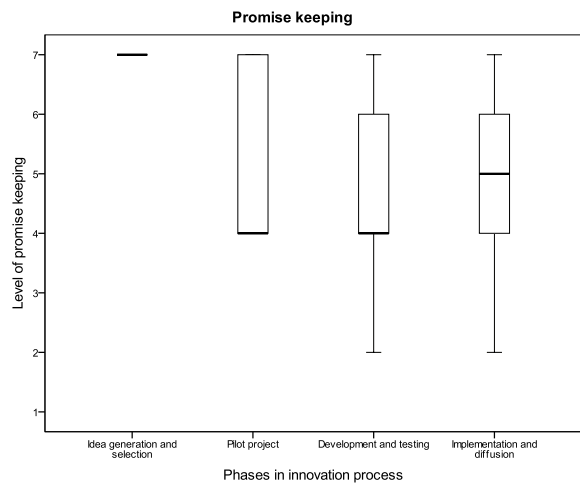 Promise keeping
Level of promise keeping
7
6
5
4
3
2
1
Idea generation and
selection
Pilot project
Development and testing
Implementation and
diffusion
Phases in innovation process